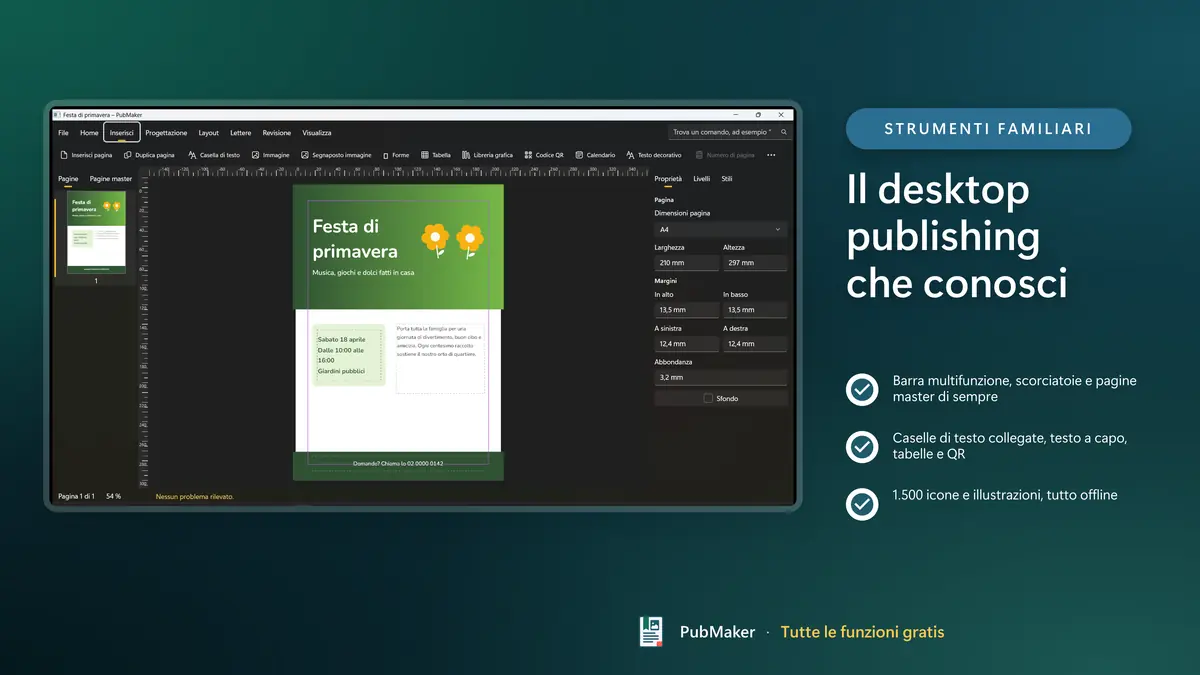 Festa di primavera – PubMaker
File Home Inserisci Progettazione Layout Lettere Revisione Visualizza
Trova un comando, ad esempio "
Inserisci pagina Duplica pagina Casella di testo Immagine Segnaposto immagine Forme Tabella Libreria grafica Codice QR Calendario Testo decorativo Numero di pagina
Pagine Pagine master
1
Festa di
primavera
Musica, giochi e dolci fatti in casa
Sabato 18 aprile
Dalle 10:00 alle
16:00
Giardini pubblici
Porta tutta la famiglia per una
giornata di divertimento, buon cibo e
amicizia. Ogni centesimo raccolto
sostiene il nostro orto di quartiere.
Domande? Chiama lo 02 0000 0142
Proprietà Livelli Stili
Pagina
Dimensioni pagina
A4
Larghezza Altezza
210 mm 297 mm
Margini
In alto In basso
13,5 mm 13,5 mm
A sinistra A destra
12,4 mm 12,4 mm
Abbondanza
3,2 mm
Sfondo
Pagina 1 di 1 54 % Nessun problema rilevato.
STRUMENTI FAMILIARI
Il desktop
publishing
che conosci
Barra multifunzione, scorciatoie e pagine
master di sempre
Caselle di testo collegate, testo a capo,
tabelle e QR
1.500 icone e illustrazioni, tutto offline
PubMaker · Tutte le funzioni gratis